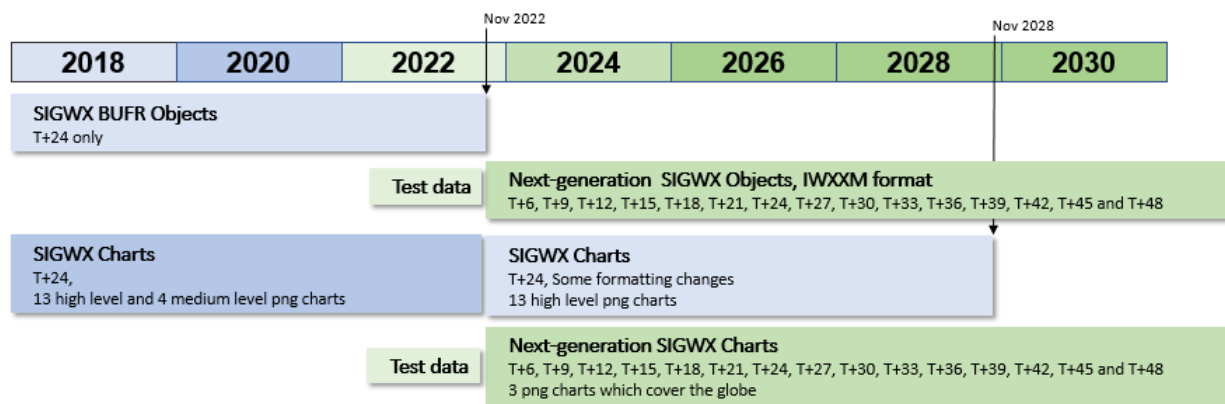 Nov 2022
Nov 2028
2018 2020 2022 2024 2026 2028 2030
SIGWX BUFR Objects
T+24 only
Test data
Next-generation SIGWX Objects, IWXXM format
T+6, T+9, T+12, T+15, T+18, T+21, T+24, T+27, T+30, T+33, T+36, T+39, T+42, T+45 and T+48
SIGWX Charts
T+24,
13 high level and 4 medium level png charts
SIGWX Charts
T+24, Some formatting changes
13 high level png charts
Test data
Next-generation SIGWX Charts
T+6, T+9, T+12, T+15, T+18, T+21, T+24, T+27, T+30, T+33, T+36, T+39, T+42, T+45 and T+48
3 png charts which cover the globe